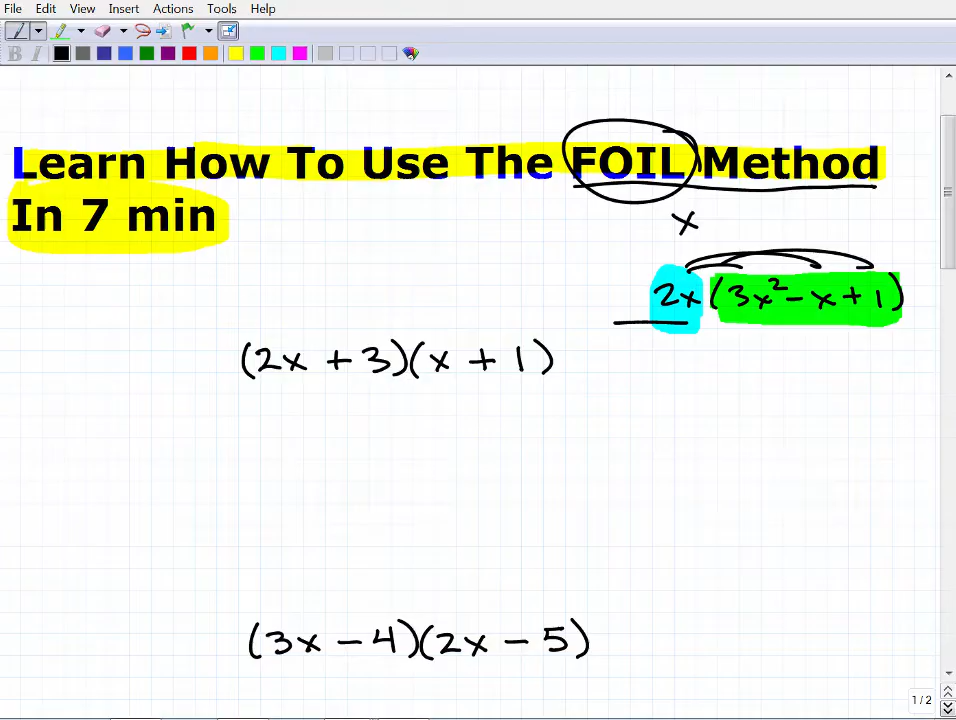 File Edit View Insert Actions Tools Help
B I
Learn How To Use The FOIL Method
In 7 min
x
2x (3x² - x + 1)
(2x + 3)(x + 1)
(3x - 4)(2x - 5)
1 / 2